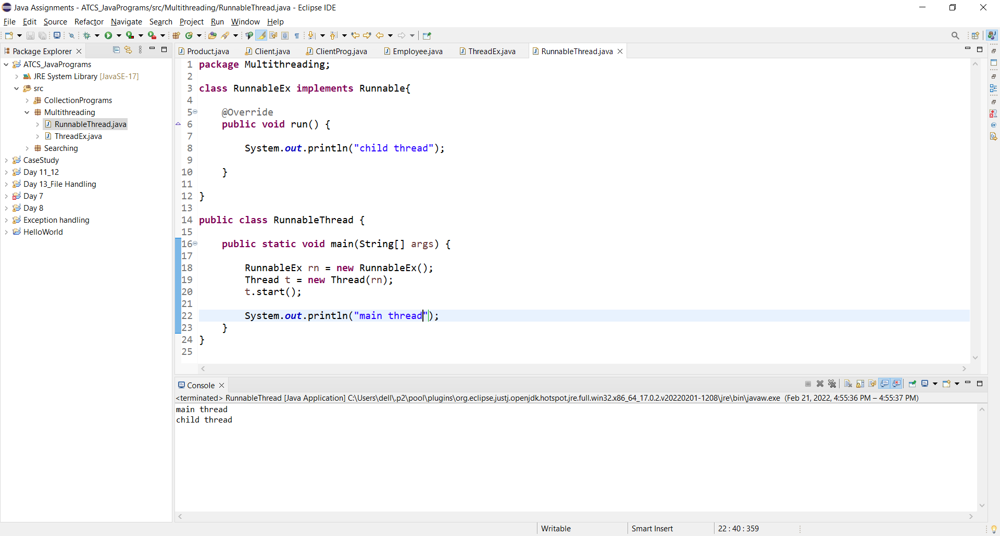 Java Assignments - ATCS_JavaPrograms/src/Multithreading/RunnableThread.java - Eclipse IDE
File Edit Source Refactor Navigate Search Project Run Window Help
Package Explorer
ATCS_JavaPrograms
JRE System Library [JavaSE-17]
src
CollectionPrograms
Multithreading
RunnableThread.java
ThreadEx.java
Searching
CaseStudy
Day 11_12
Day 13_File Handling
Day 7
Day 8
Exception handling
HelloWorld
Product.java Client.java ClientProg.java Employee.java ThreadEx.java RunnableThread.java
1 package Multithreading;
2
3 class RunnableEx implements Runnable{
4
5 @Override
6 public void run() {
7
8 System.out.println("child thread");
9
10 }
11
12 }
13
14 public class RunnableThread {
15
16 public static void main(String[] args) {
17
18 RunnableEx rn = new RunnableEx();
19 Thread t = new Thread(rn);
20 t.start();
21
22 System.out.println("main thread");
23 }
24 }
25
Console
<terminated> RunnableThread [Java Application] C:\Users\dell\.p2\pool\plugins\org.eclipse.justj.openjdk.hotspot.jre.full.win32.x86_64_17.0.2.v20220201-1208\jre\bin\javaw.exe (Feb 21, 2022, 4:55:36 PM – 4:55:37 PM)
main thread
child thread
Writable Smart Insert 22 : 40 : 359